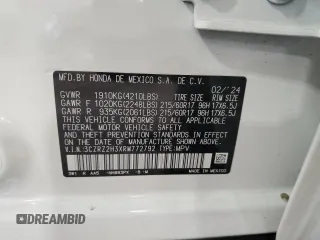 MFD. BY HONDA DE MEXICO S.A. DE C.V.
02/'24
GVWR 1910KG(4210LBS) TIRE SIZE RIM SIZE
GAWR F 1020KG(2248LBS) 215/60R17 96H 17X6.5J
GAWR R 935KG(2061LBS) 215/60R17 96H 17X6.5J
THIS VEHICLE CONFORMS TO ALL APPLICABLE FEDERAL MOTOR VEHICLE SAFETY AND THEFT PREVENTION STANDARDS IN EFFECT ON THE DATE OF MANUFACTURE SHOWN ABOVE.
V.I.N. 3CZRZ2H3XRM772792 TYPE: MPV